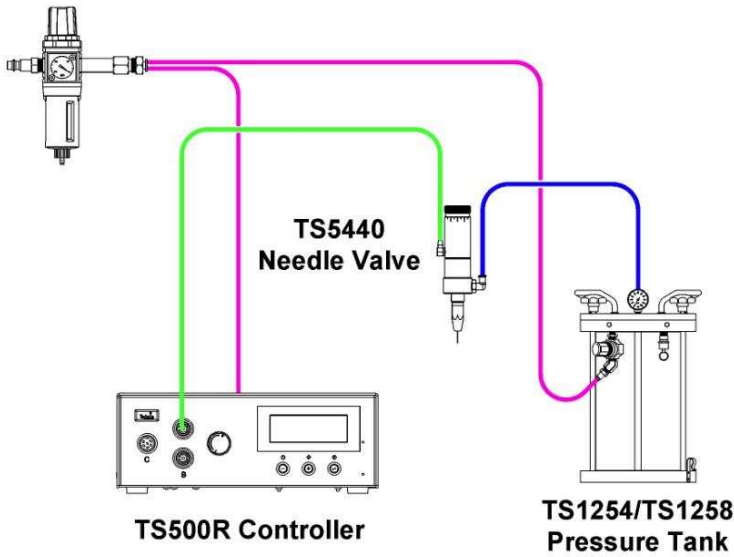 TS5440
Needle Valve
C
B
TS500R Controller
TS1254/TS1258
Pressure Tank